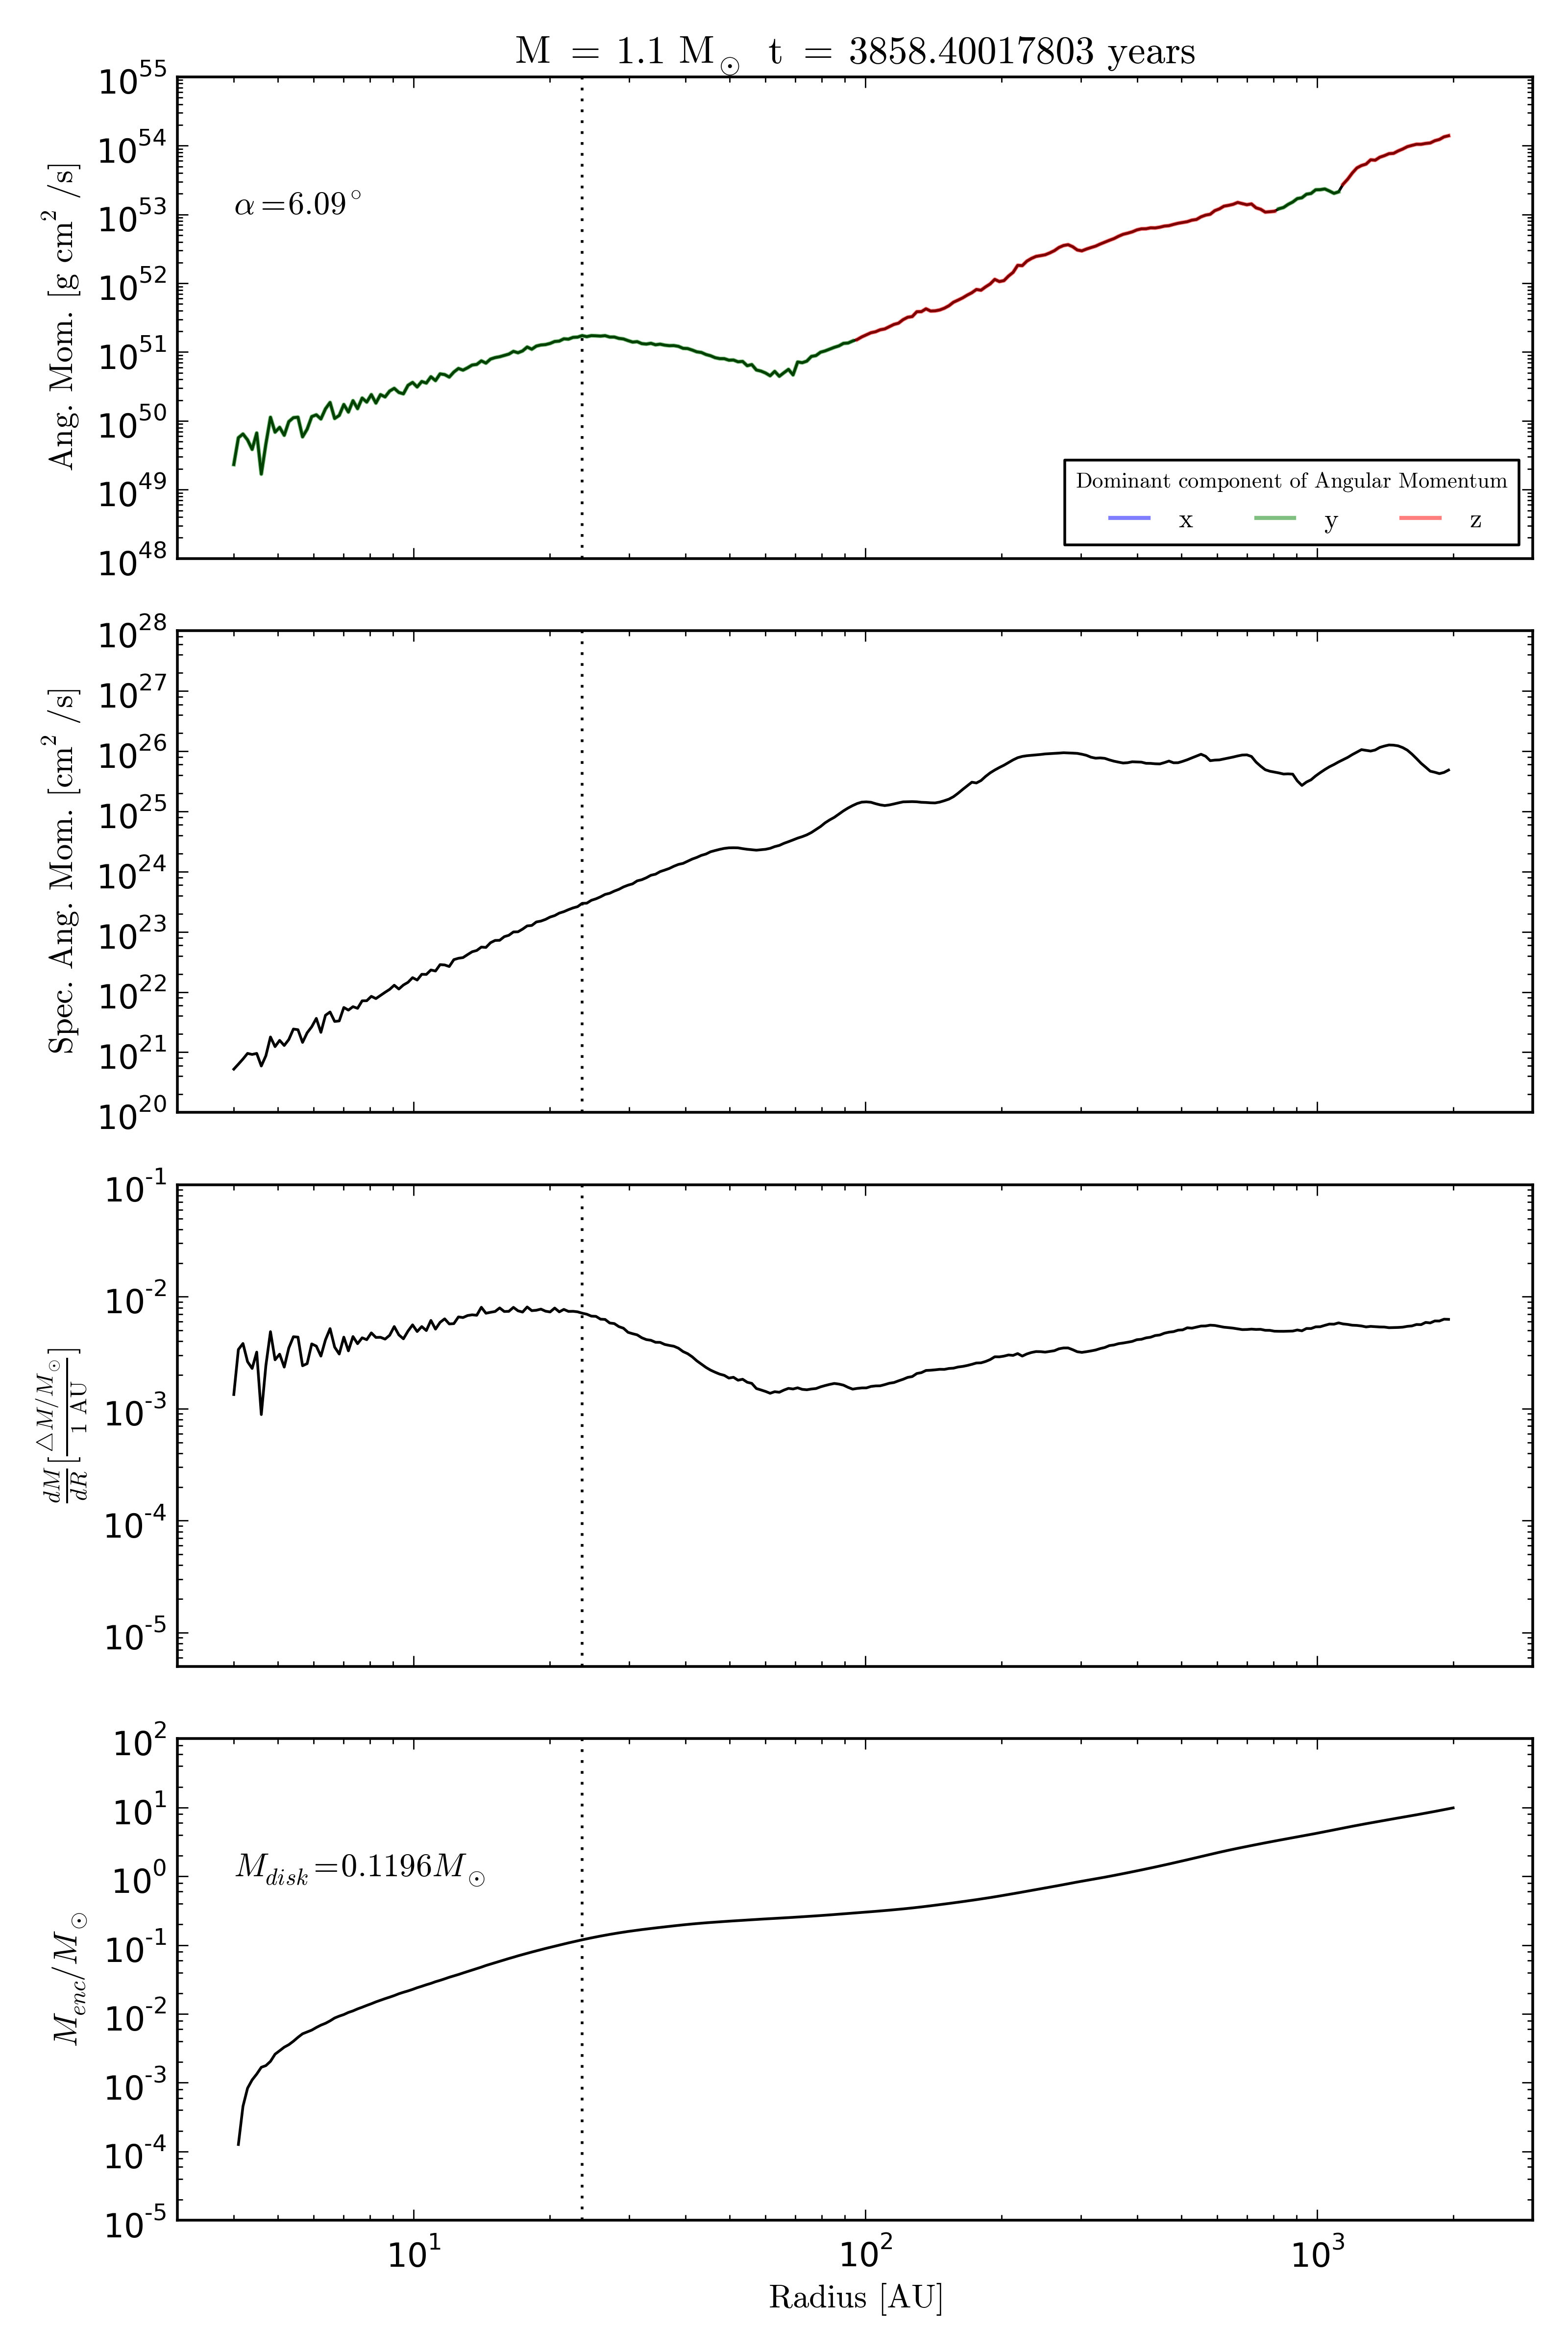 M = 1.1 M⊙ t = 3858.40017803 years
10^55
10^54
10^53
10^52
10^51
10^50
10^49
10^48
Ang. Mom. [g cm^2 /s]
α=6.09°
Dominant component of Angular Momentum
x y z
10^28
10^27
10^26
10^25
10^24
10^23
10^22
10^21
10^20
Spec. Ang. Mom. [cm^2 /s]
10^-1
10^-2
10^-3
10^-4
10^-5
dM/dR [△M/M⊙ / 1 AU]
10^2
10^1
10^0
10^-1
10^-2
10^-3
10^-4
10^-5
M_enc/M⊙
M_disk=0.1196M⊙
10^1 10^2 10^3
Radius [AU]